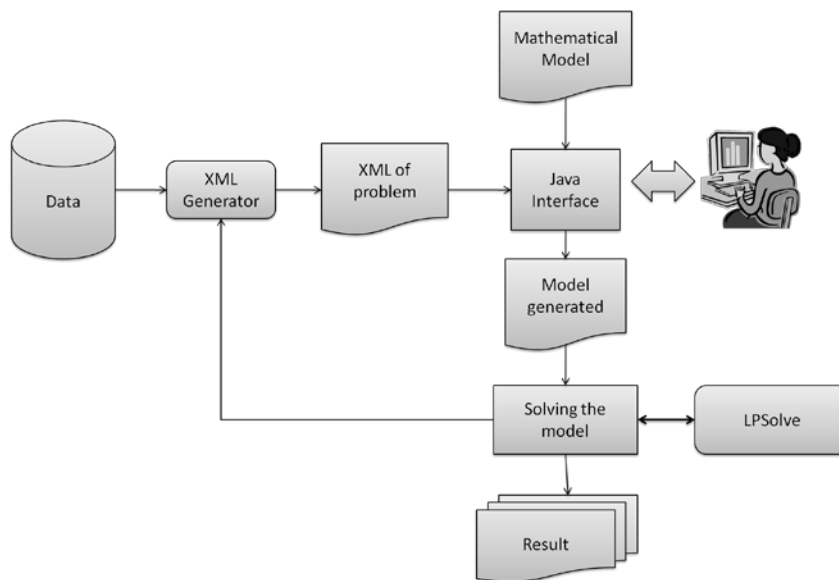 Mathematical
Model
Data
XML
Generator
XML of
problem
Java
Interface
Model
generated
Solving the
model
LPSolve
Result